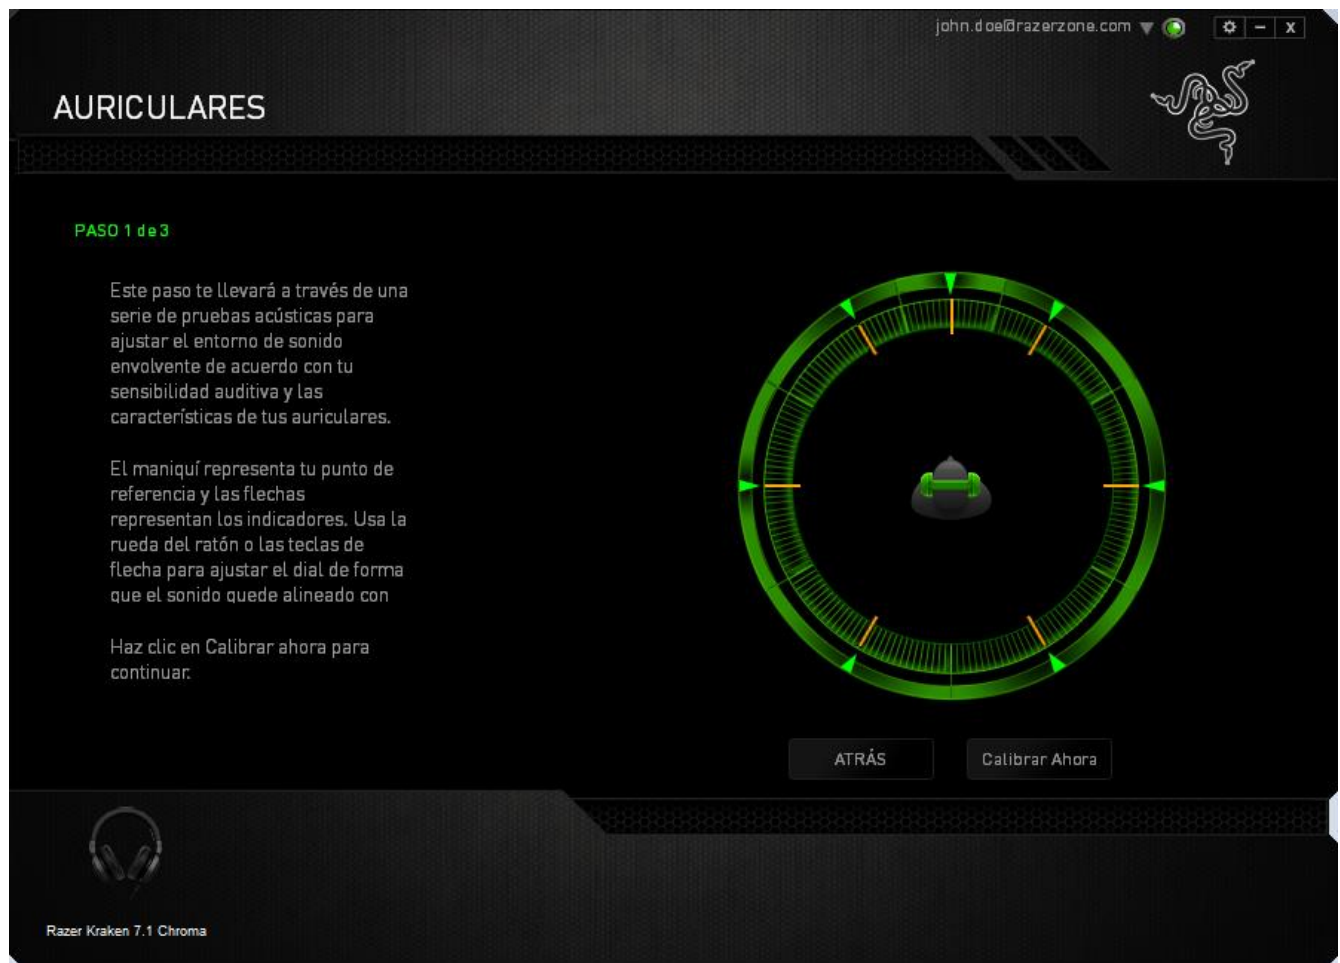 john.doe@razerzone.com
x
AURICULARES
PASO 1 de 3
Este paso te llevará a través de una
serie de pruebas acústicas para
ajustar el entorno de sonido
envolvente de acuerdo con tu
sensibilidad auditiva y las
características de tus auriculares.
El maniquí representa tu punto de
referencia y las flechas
representan los indicadores. Usa la
rueda del ratón o las teclas de
flecha para ajustar el dial de forma
que el sonido quede alineado con
Haz clic en Calibrar ahora para
continuar.
ATRÁS
Calibrar Ahora
Razer Kraken 7.1 Chroma